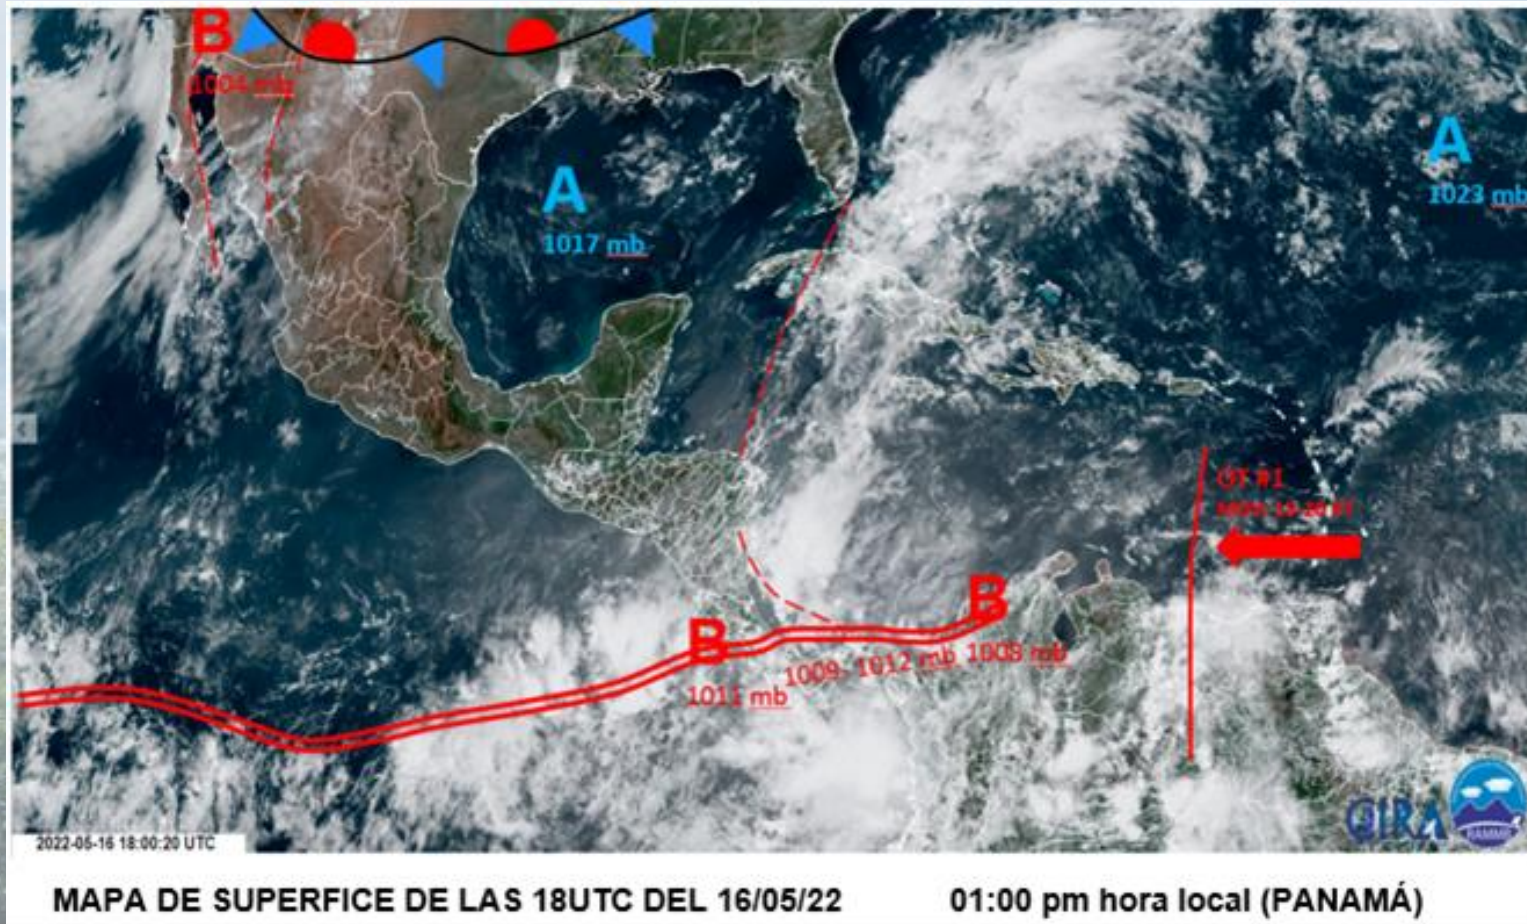 B
1004 mb
A
1017 mb
A
1023 mb
OT #1
B
B
1011 mb
1009- 1012 mb
1008 mb
CIRA
RAMMB
2022-05-16 18:00:20 UTC
MAPA DE SUPERFICE DE LAS 18UTC DEL 16/05/22
01:00 pm hora local (PANAMÁ)